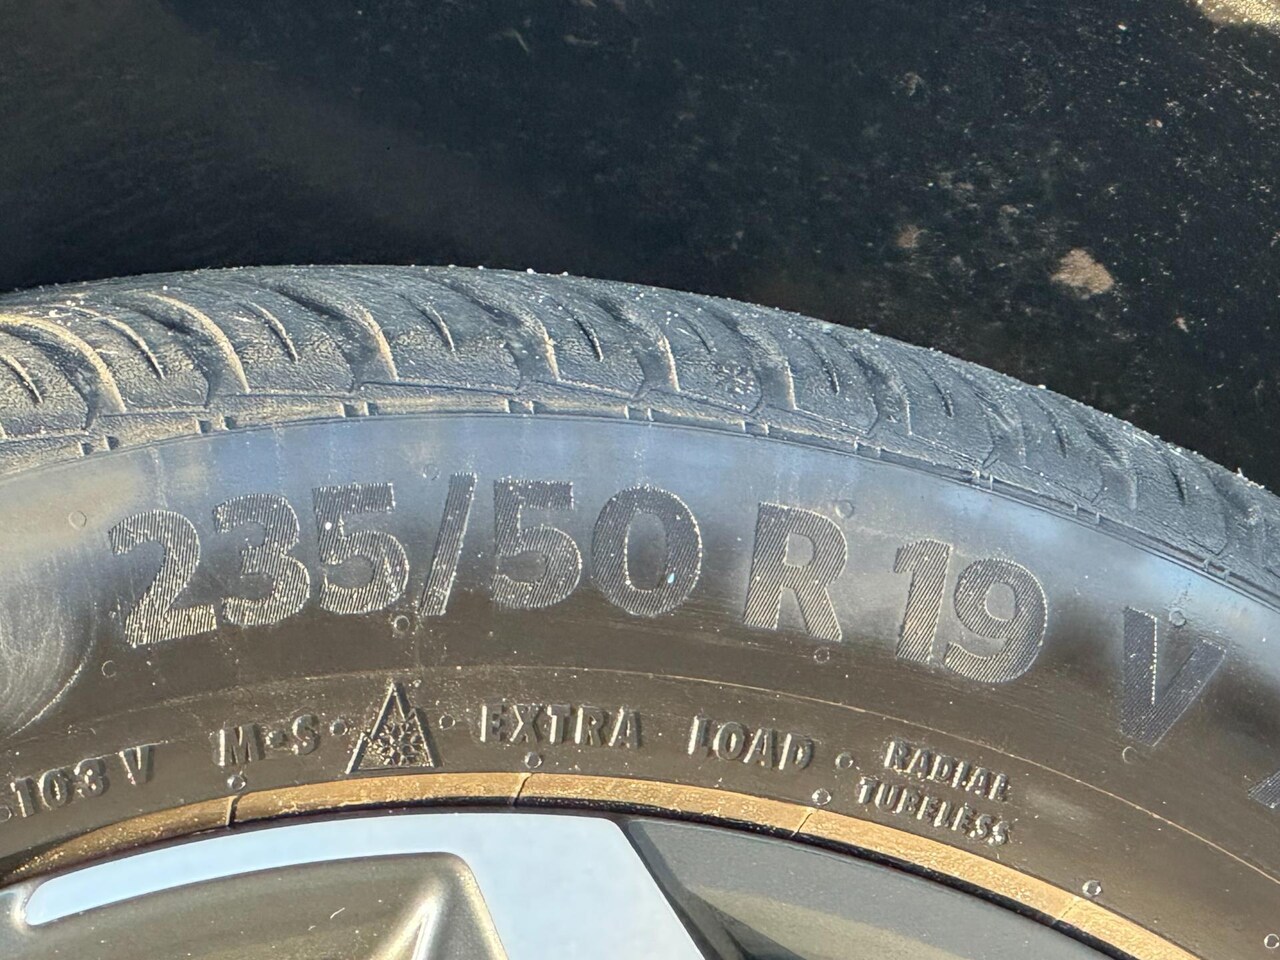 235/50 R 19 V
103 V M+S EXTRA LOAD RADIAL
TUBELESS